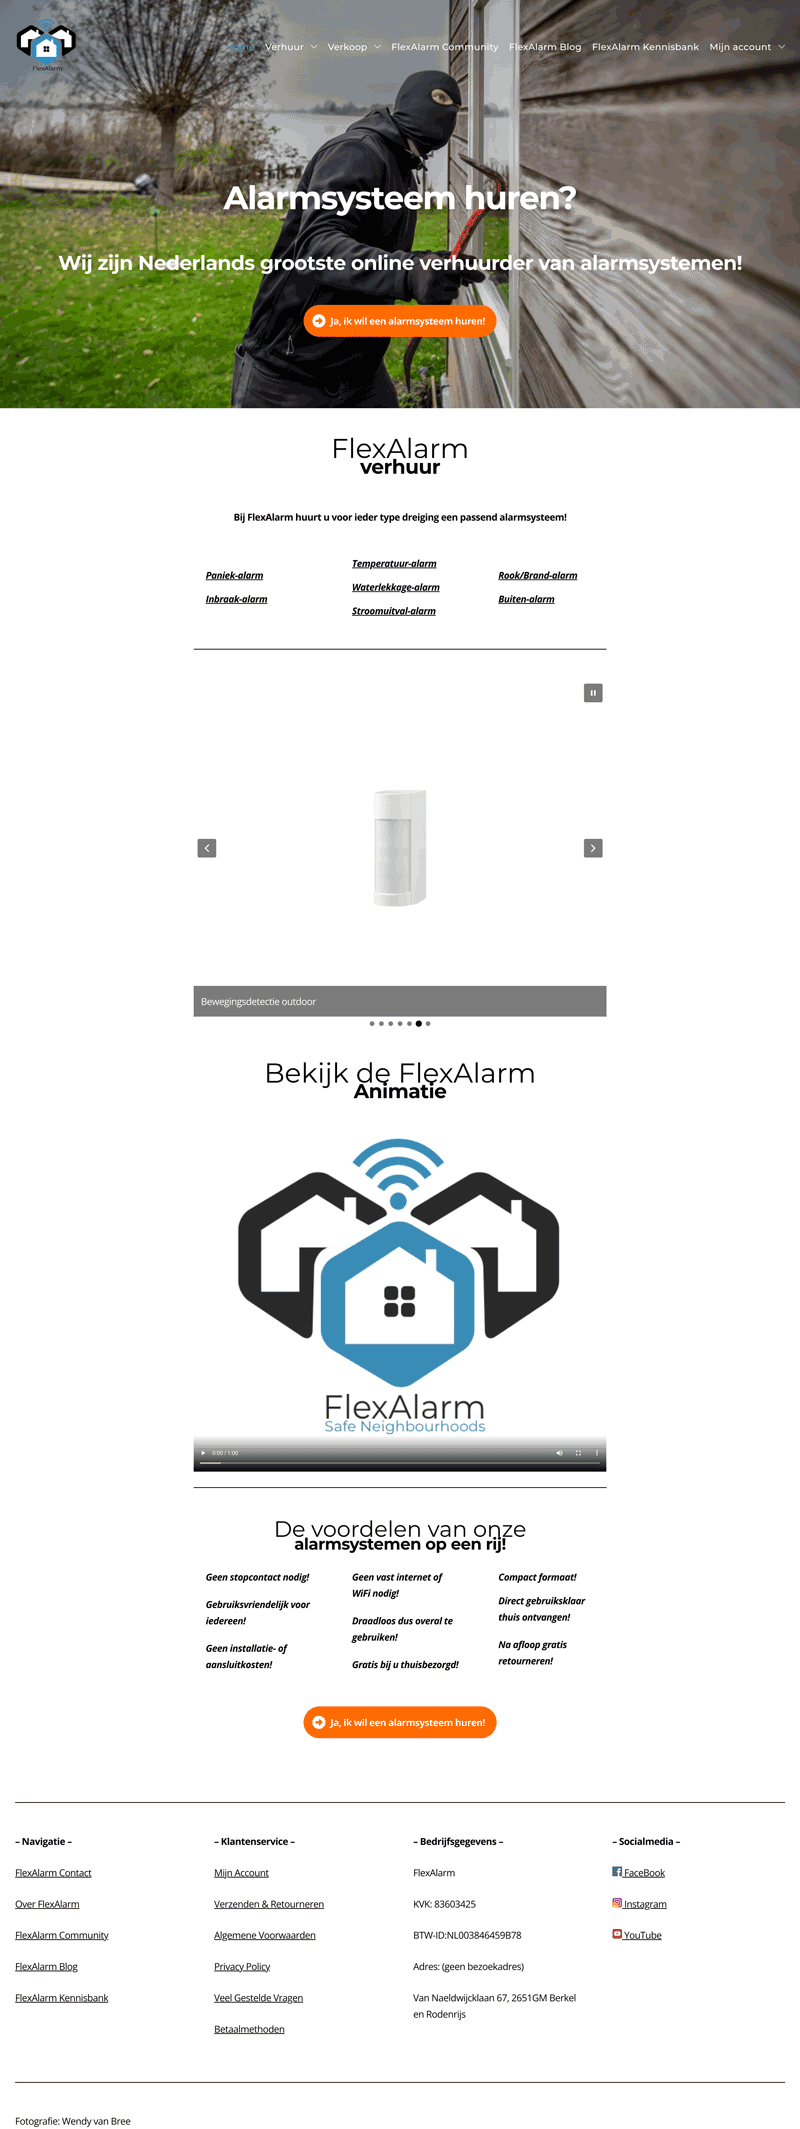 FlexAlarm
Home Verhuur Verkoop FlexAlarm Community FlexAlarm Blog FlexAlarm Kennisbank Mijn account
Alarmsysteem huren?
Wij zijn Nederlands grootste online verhuurder van alarmsystemen!
Ja, ik wil een alarmsysteem huren!
FlexAlarm
verhuur
Bij FlexAlarm huurt u voor ieder type dreiging een passend alarmsysteem!
Paniek-alarm
Inbraak-alarm
Temperatuur-alarm
Waterlekkage-alarm
Stroomuitval-alarm
Rook/Brand-alarm
Buiten-alarm
Bewegingsdetectie outdoor
Bekijk de FlexAlarm
Animatie
FlexAlarm
Safe Neighbourhoods
0:00 / 1:00
De voordelen van onze
alarmsystemen op een rij!
Geen stopcontact nodig!
Gebruiksvriendelijk voor
iedereen!
Geen installatie- of
aansluitkosten!
Geen vast internet of
WiFi nodig!
Draadloos dus overal te
gebruiken!
Gratis bij u thuisbezorgd!
Compact formaat!
Direct gebruiksklaar
thuis ontvangen!
Na afloop gratis
retourneren!
Ja, ik wil een alarmsysteem huren!
– Navigatie –
FlexAlarm Contact
Over FlexAlarm
FlexAlarm Community
FlexAlarm Blog
FlexAlarm Kennisbank
– Klantenservice –
Mijn Account
Verzenden & Retourneren
Algemene Voorwaarden
Privacy Policy
Veel Gestelde Vragen
Betaalmethoden
– Bedrijfsgegevens –
FlexAlarm
KVK: 83603425
BTW-ID:NL003846459B78
Adres: (geen bezoekadres)
Van Naeldwijcklaan 67, 2651GM Berkel
en Rodenrijs
– Socialmedia –
FaceBook
Instagram
YouTube
Fotografie: Wendy van Bree